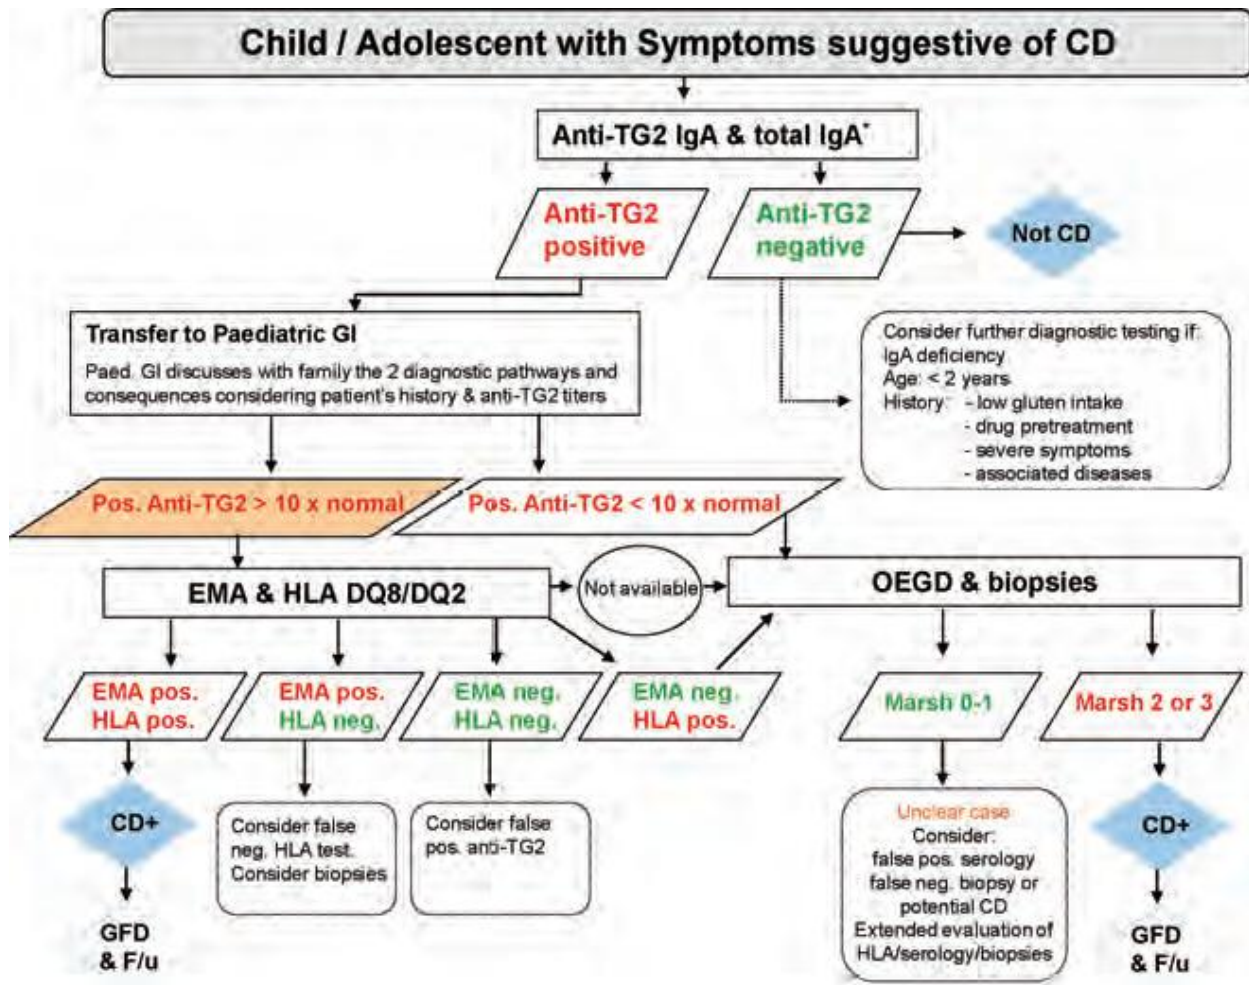 Child / Adolescent with Symptoms suggestive of CD
Anti-TG2 IgA & total IgA*
Anti-TG2
positive
Anti-TG2
negative
Not CD
Transfer to Paediatric GI
Paed. GI discusses with family the 2 diagnostic pathways and
consequences considering patient's history & anti-TG2 titers
Consider further diagnostic testing if:
IgA deficiency
Age: < 2 years
History: - low gluten intake
- drug pretreatment
- severe symptoms
- associated diseases
Pos. Anti-TG2 > 10 x normal
Pos. Anti-TG2 < 10 x normal
EMA & HLA DQ8/DQ2
Not available
OEGD & biopsies
EMA pos.
HLA pos.
EMA pos.
HLA neg.
EMA neg.
HLA neg.
EMA neg.
HLA pos.
Marsh 0-1
Marsh 2 or 3
CD+
Consider false
neg. HLA test.
Consider biopsies
Consider false
pos. anti-TG2
Unclear case
Consider:
false pos. serology
false neg. biopsy or
potential CD
Extended evaluation of
HLA/serology/biopsies
CD+
GFD
& F/u
GFD
& F/u